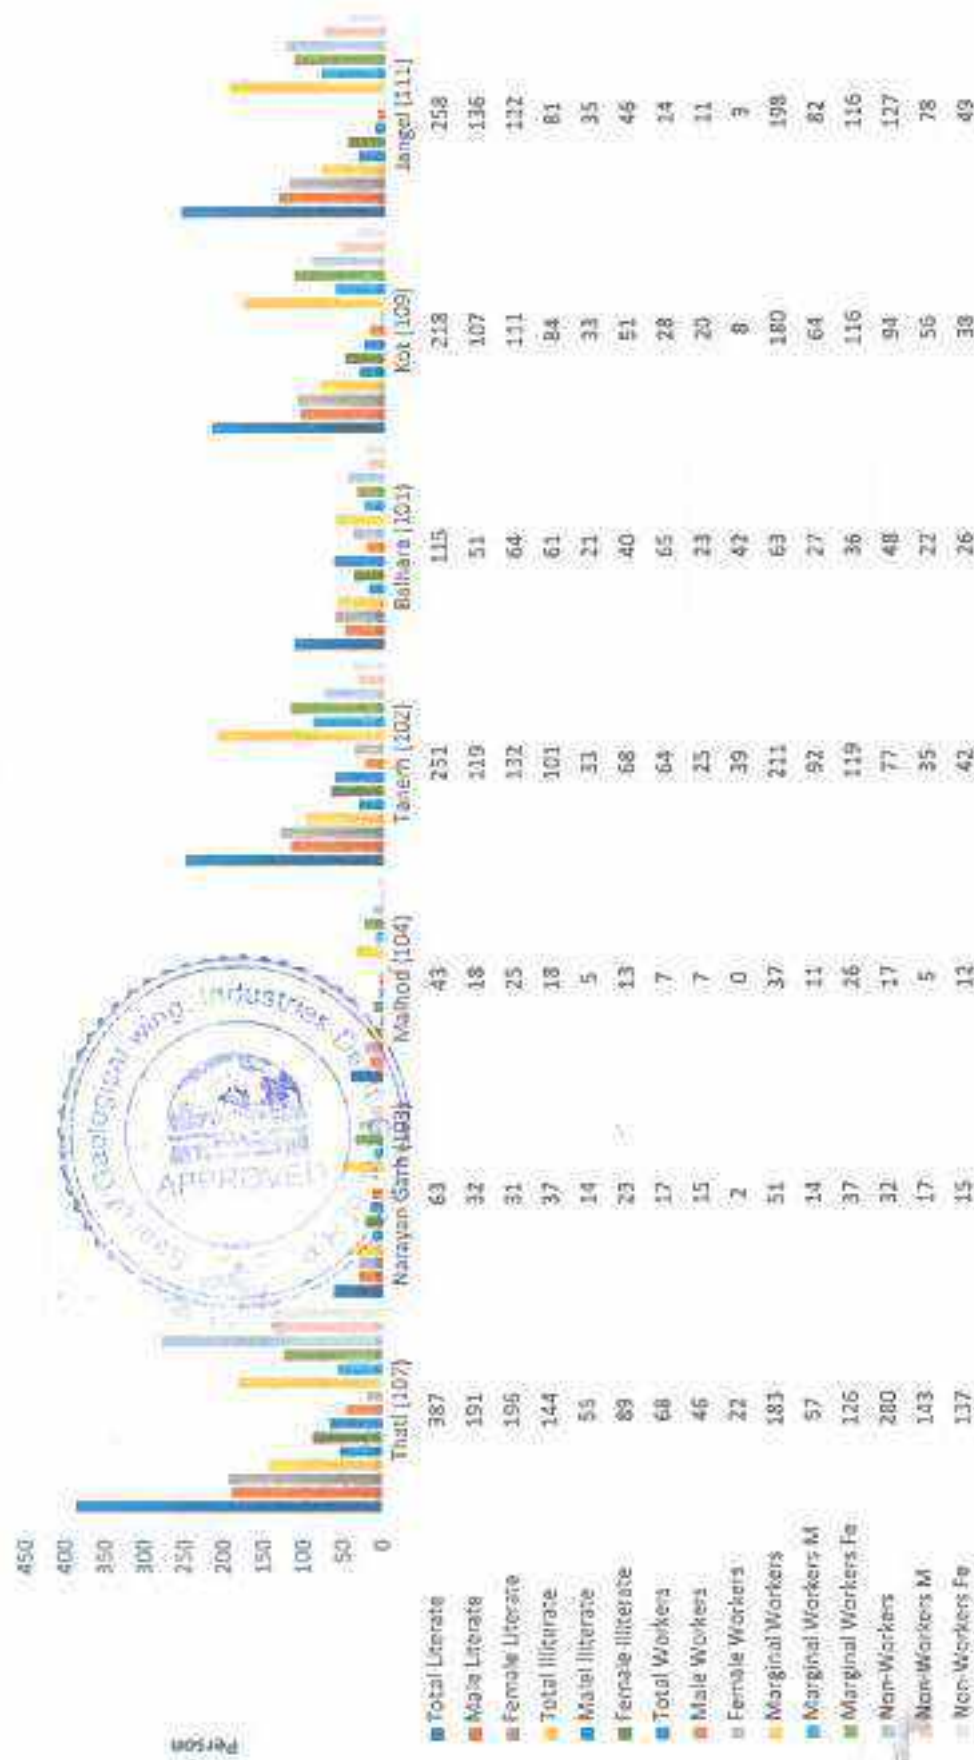 Person
450
400
350
300
250
200
150
100
50
0
Thatl (107) Narayan Garh (103) Malhod (104) Tanem (102) Balhara (101) Kot (109) Jangel (111)
Total Literate 387 63 43 251 115 218 258
Male Literate 191 32 18 119 51 107 136
Female Literate 196 31 25 132 64 111 122
Total Illiterate 144 37 18 101 61 84 81
Malel Iliterate 55 14 5 33 21 33 35
Female Illiterate 89 23 13 68 40 51 46
Total Workers 68 17 7 64 65 28 14
Male Workers 46 15 7 25 23 20 11
Female Workers 22 2 0 39 42 8 3
Marginal Workers 183 51 37 211 63 180 198
Marginal Workers M 57 14 11 92 27 64 82
Marginal Workers Fe 126 37 26 119 36 116 116
Non-Workers 280 32 17 77 48 94 127
Non-Workers M 143 17 5 35 22 56 78
Non-Workers Fe 137 15 12 42 26 38 49
Geological wing, Industries
APPROVED